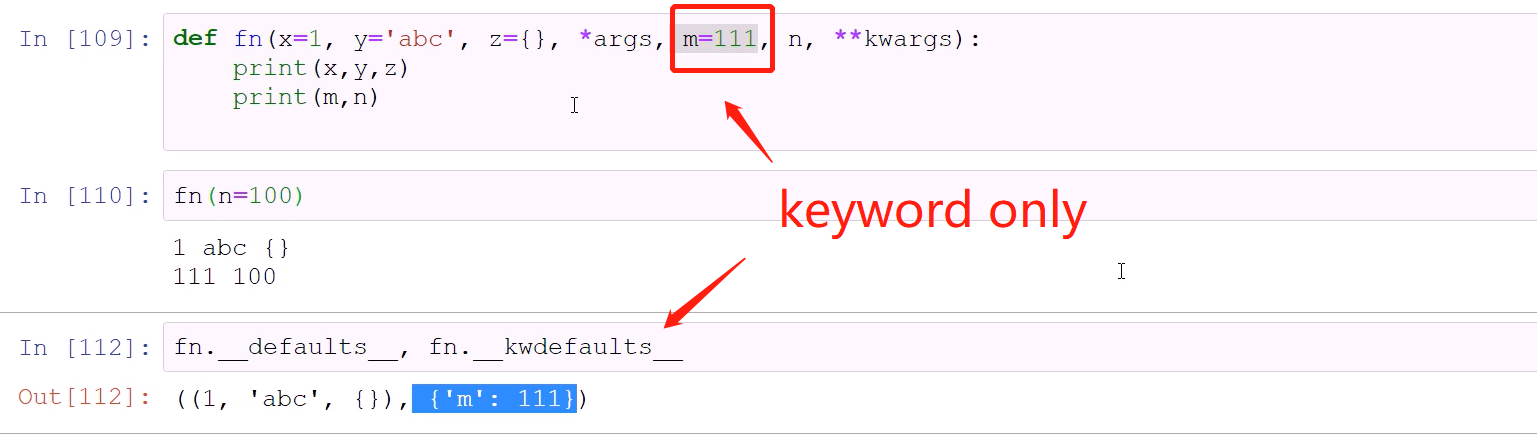 In [109]: def fn(x=1, y='abc', z={}, *args, m=111, n, **kwargs):
print(x,y,z)
print(m,n)
In [110]: fn(n=100)
keyword only
1 abc {}
111 100
In [112]: fn.__defaults__, fn.__kwdefaults__
Out[112]: ((1, 'abc', {}), {'m': 111})